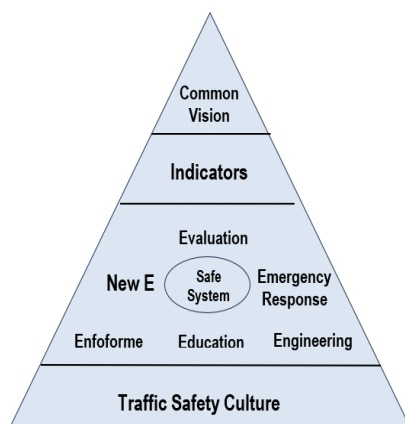 Common
Vision
Indicators
Evaluation
New E
Safe
System
Emergency
Response
Enfoforme
Education
Engineering
Traffic Safety Culture